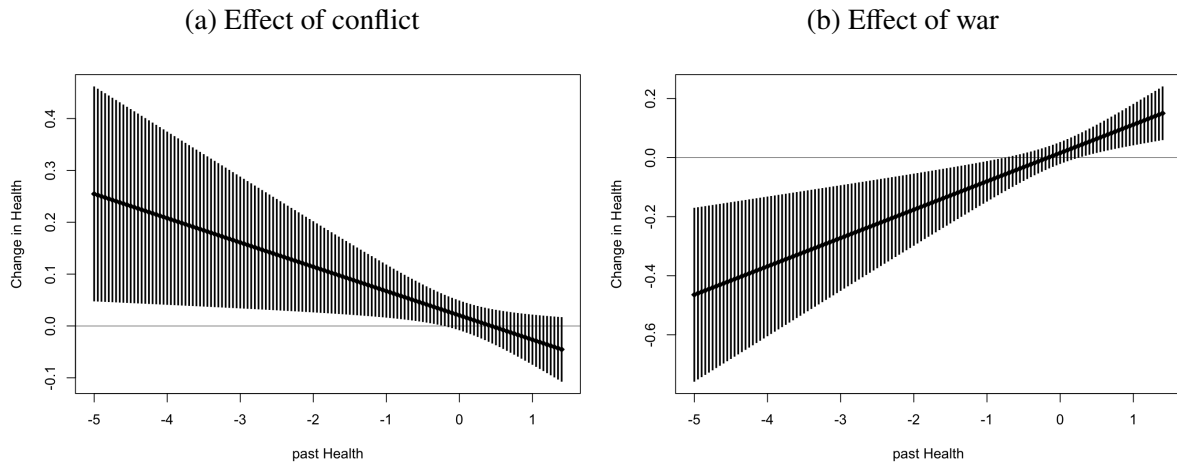 (a) Effect of conflict
Change in Health
0.4
0.3
0.2
0.1
0.0
-0.1
-5 -4 -3 -2 -1 0 1
past Health
(b) Effect of war
Change in Health
0.2
0.0
-0.2
-0.4
-0.6
-5 -4 -3 -2 -1 0 1
past Health